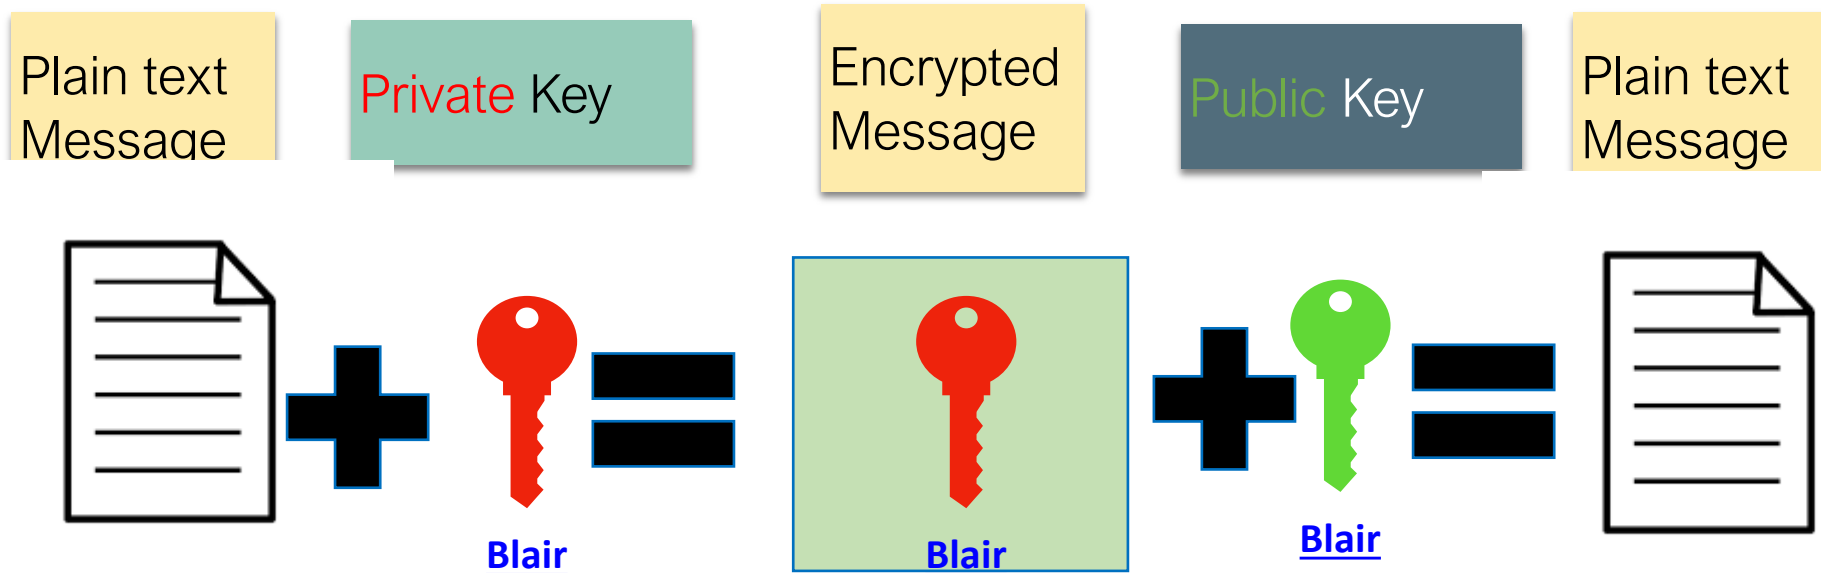 Plain text
Message
Private Key
Encrypted
Message
Public Key
Plain text
Message
Blair
Blair
Blair